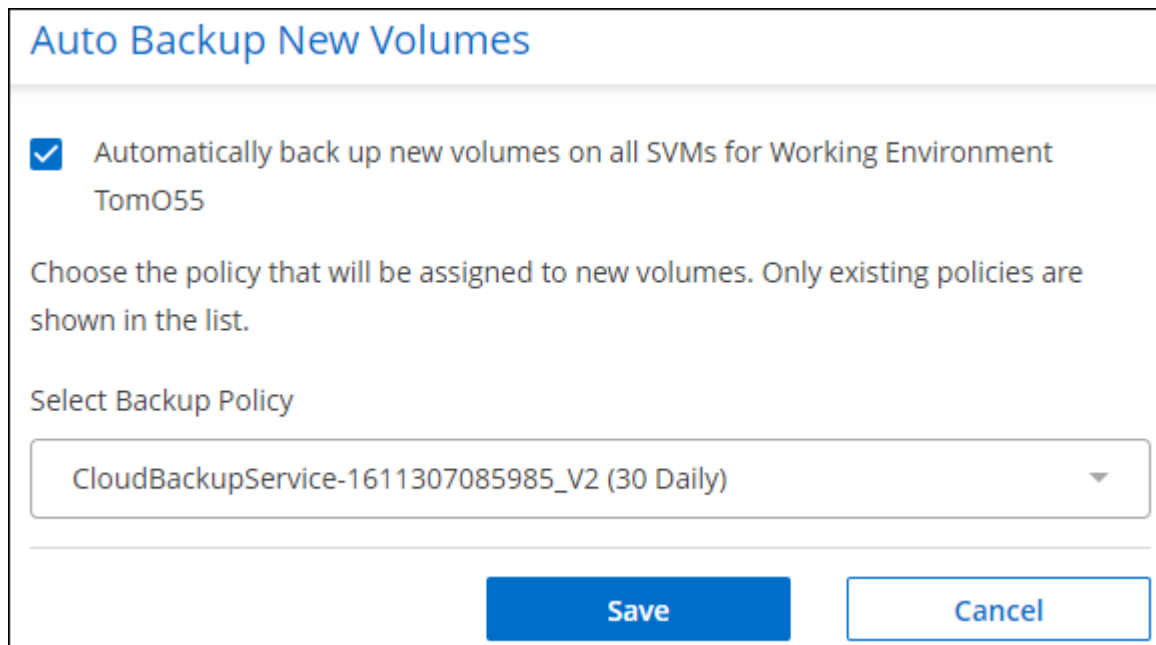 Auto Backup New Volumes
Automatically back up new volumes on all SVMs for Working Environment
TomO55
Choose the policy that will be assigned to new volumes. Only existing policies are
shown in the list.
Select Backup Policy
CloudBackupService-1611307085985_V2 (30 Daily)
Save
Cancel